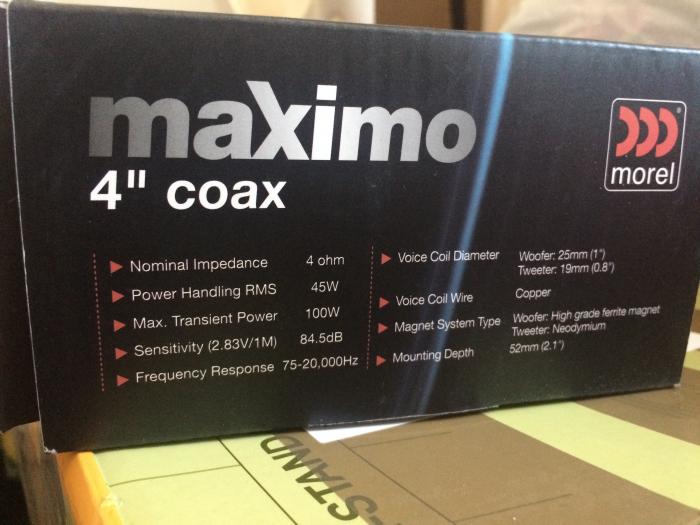 maximo
4" coax
morel
Nominal Impedance 4 ohm
Power Handling RMS 45W
Max. Transient Power 100W
Sensitivity (2.83V/1M) 84.5dB
Frequency Response 75-20,000Hz
Voice Coil Diameter Woofer: 25mm (1")
Tweeter: 19mm (0.8")
Voice Coil Wire Copper
Magnet System Type Woofer: High grade ferrite magnet
Tweeter: Neodymium
Mounting Depth 52mm (2.1")
-STAND